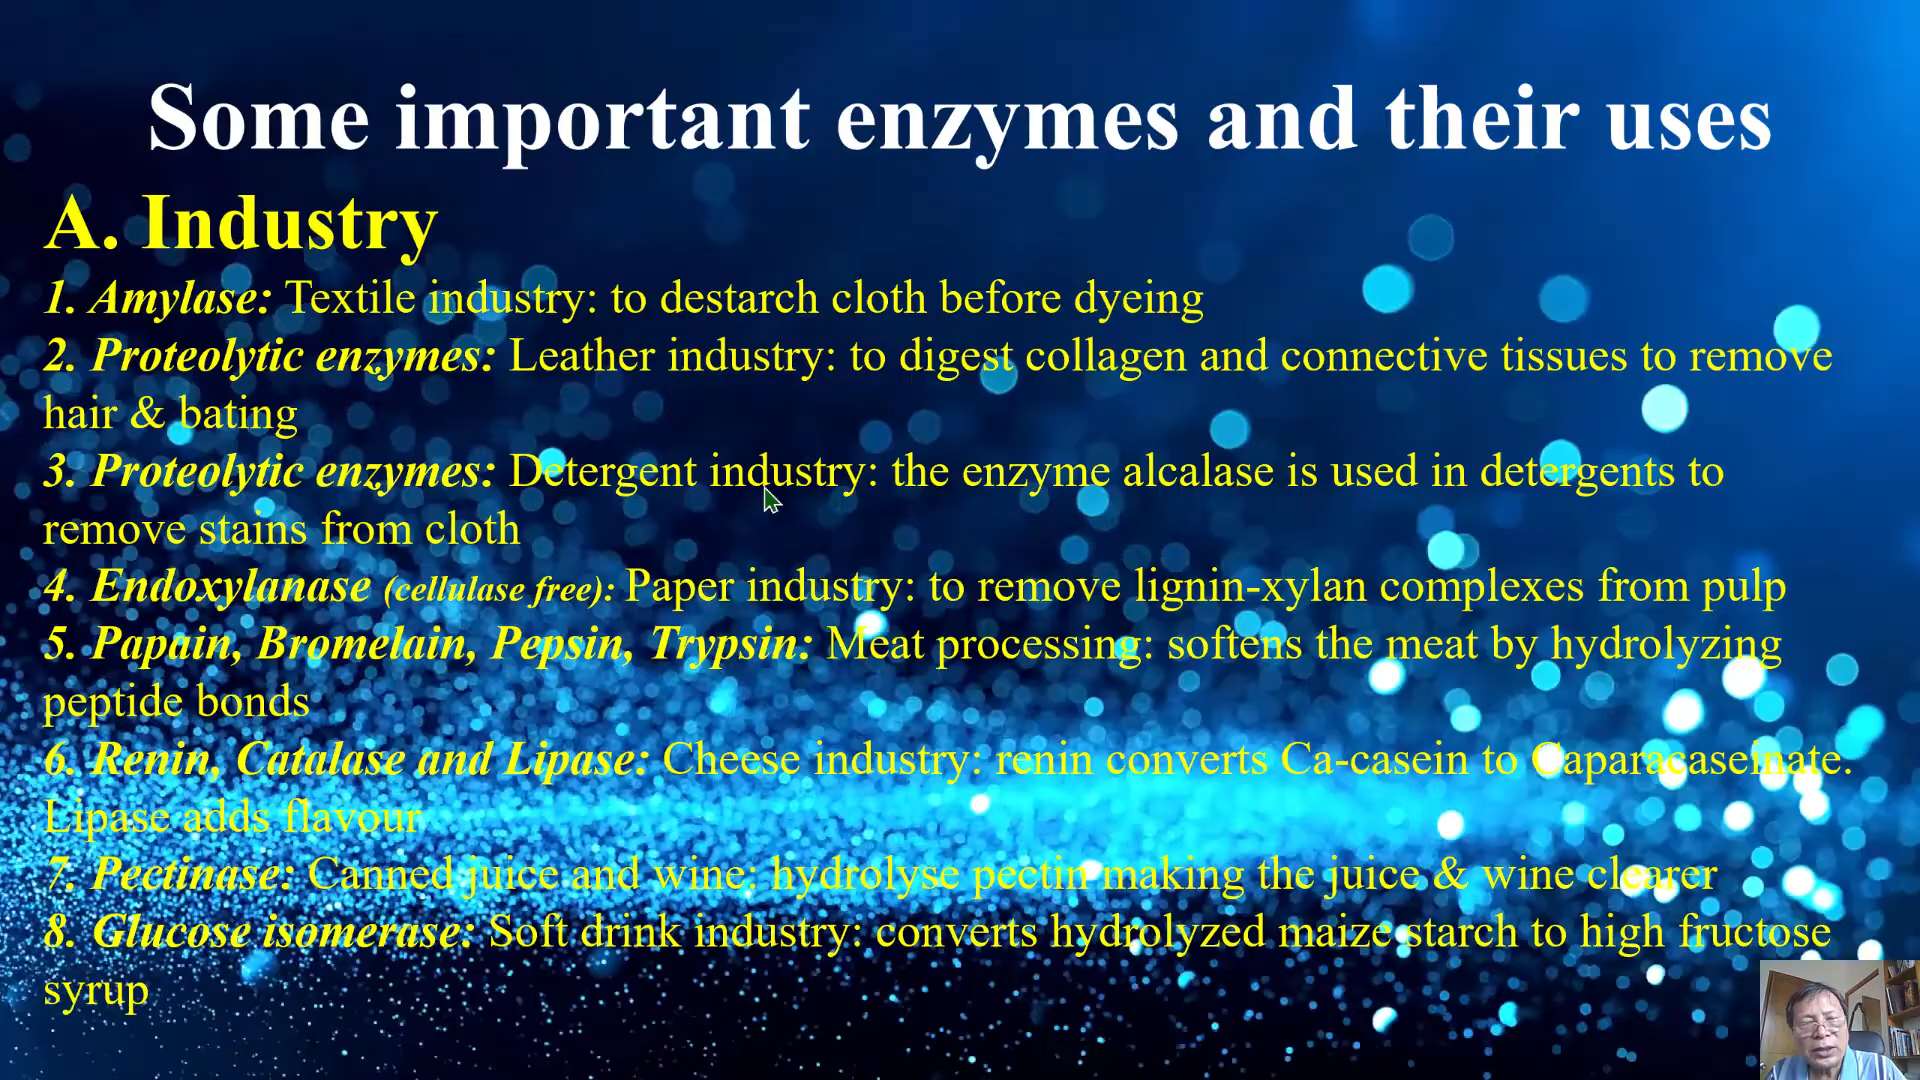 Some important enzymes and their uses
A. Industry
1. Amylase: Textile industry: to destarch cloth before dyeing
2. Proteolytic enzymes: Leather industry: to digest collagen and connective tissues to remove
hair & bating
3. Proteolytic enzymes: Detergent industry: the enzyme alcalase is used in detergents to
remove stains from cloth
4. Endoxylanase (cellulase free): Paper industry: to remove lignin-xylan complexes from pulp
5. Papain, Bromelain, Pepsin, Trypsin: Meat processing: softens the meat by hydrolyzing
peptide bonds
6. Renin, Catalase and Lipase: Cheese industry: renin converts Ca-casein to Caparacaseinate.
Lipase adds flavour
7. Pectinase: Canned juice and wine: hydrolyse pectin making the juice & wine clearer
8. Glucose isomerase: Soft drink industry: converts hydrolyzed maize starch to high fructose
syrup